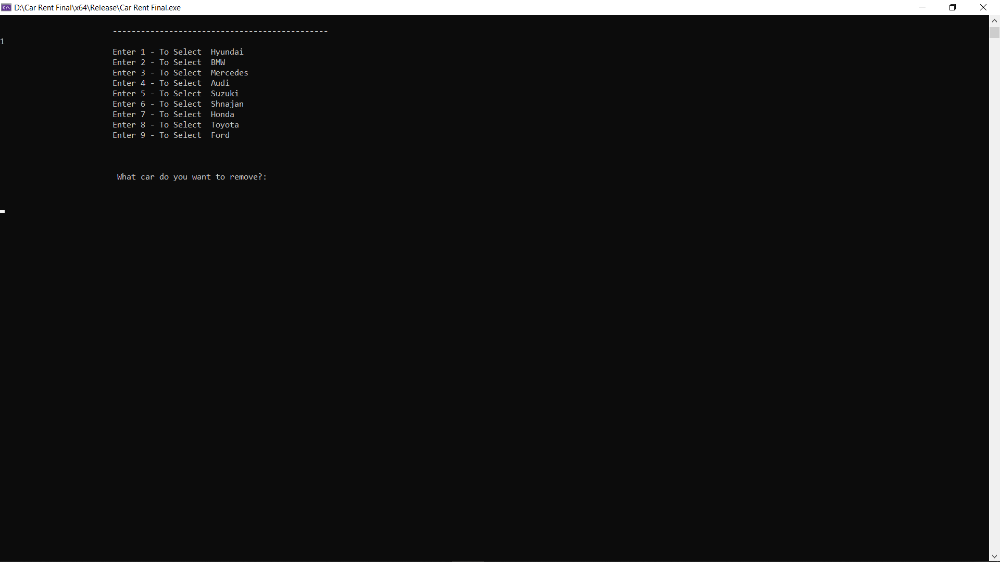 D:\Car Rent Final\x64\Release\Car Rent Final.exe
----------------------------------------------
1
Enter 1 - To Select  Hyundai
Enter 2 - To Select  BMW
Enter 3 - To Select  Mercedes
Enter 4 - To Select  Audi
Enter 5 - To Select  Suzuki
Enter 6 - To Select  Shnajan
Enter 7 - To Select  Honda
Enter 8 - To Select  Toyota
Enter 9 - To Select  Ford
What car do you want to remove?: